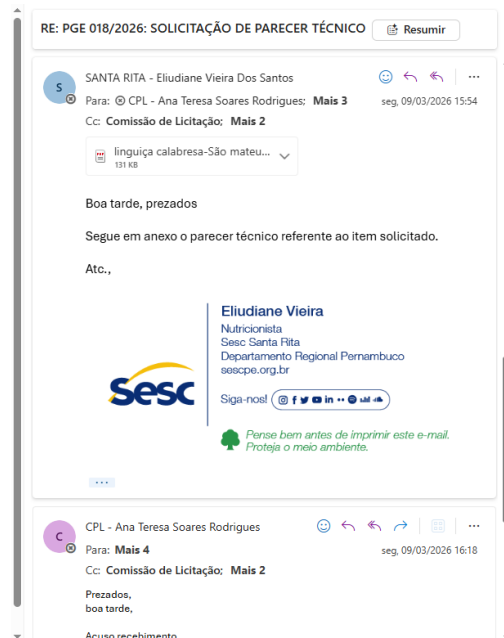 RE: PGE 018/2026: SOLICITAÇÃO DE PARECER TÉCNICO
Resumir
S
SANTA RITA - Eliudiane Vieira Dos Santos
Para: CPL - Ana Teresa Soares Rodrigues; Mais 3
seg, 09/03/2026 15:54
Cc: Comissão de Licitação; Mais 2
linguiça calabresa-São mateu...
131 KB
Boa tarde, prezados
Segue em anexo o parecer técnico referente ao item solicitado.
Atc.,
Sesc
Eliudiane Vieira
Nutricionista
Sesc Santa Rita
Departamento Regional Pernambuco
sescpe.org.br
Siga-nos!
Pense bem antes de imprimir este e-mail.
Proteja o meio ambiente.
...
C
CPL - Ana Teresa Soares Rodrigues
Para: Mais 4
seg, 09/03/2026 16:18
Cc: Comissão de Licitação; Mais 2
Prezados,
boa tarde,
Acuso recebimento